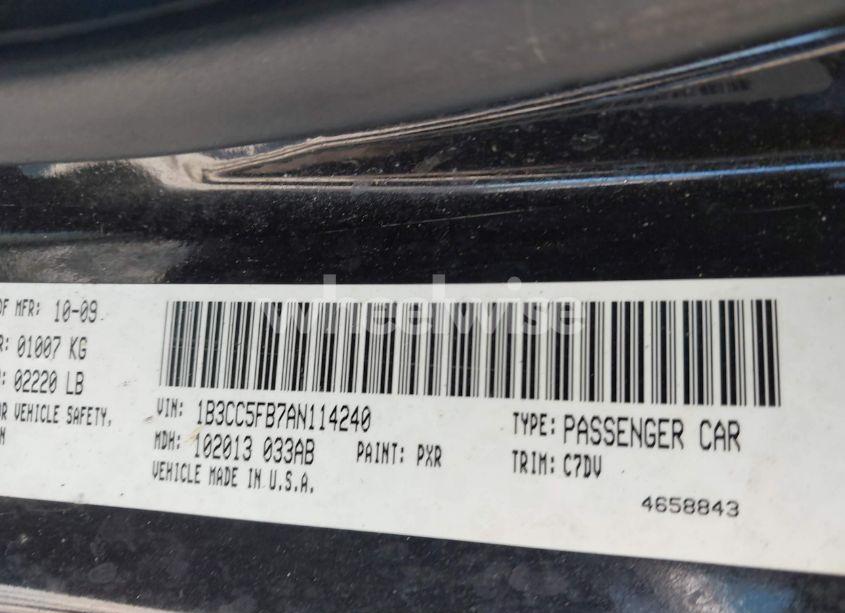 OF MFR: 10-09
R: 01007 KG
: 02220 LB
OR VEHICLE SAFETY,
N
wheelwise
VIN: 1B3CC5FB7AN114240
MDH: 102013 033AB
PAINT: PXR
VEHICLE MADE IN U.S.A.
TYPE: PASSENGER CAR
TRIM: C7DV
4658843